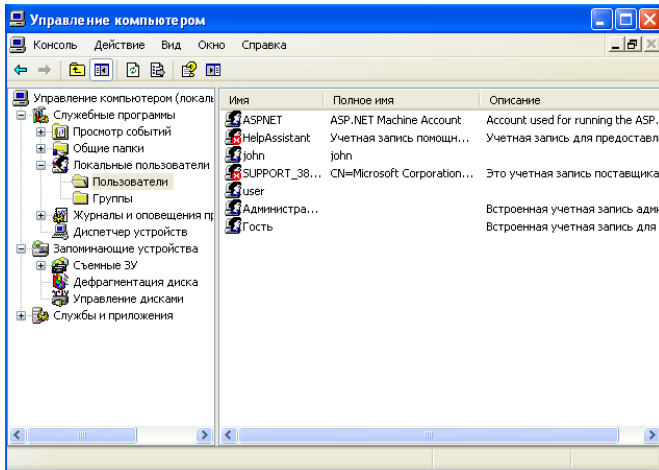 Управление компьютером
Консоль Действие Вид Окно Справка
Управление компьютером (локаль
Служебные программы
Просмотр событий
Общие папки
Локальные пользователи
Пользователи
Группы
Журналы и оповещения пр
Диспетчер устройств
Запоминающие устройства
Съемные ЗУ
Дефрагментация диска
Управление дисками
Службы и приложения
Имя Полное имя Описание
ASPNET ASP.NET Machine Account Account used for running the ASP.
HelpAssistant Учетная запись помощн... Учетная запись для предоставл
john john
SUPPORT_38... CN=Microsoft Corporation... Это учетная запись поставщика
user
Администра... Встроенная учетная запись адми
Гость Встроенная учетная запись для